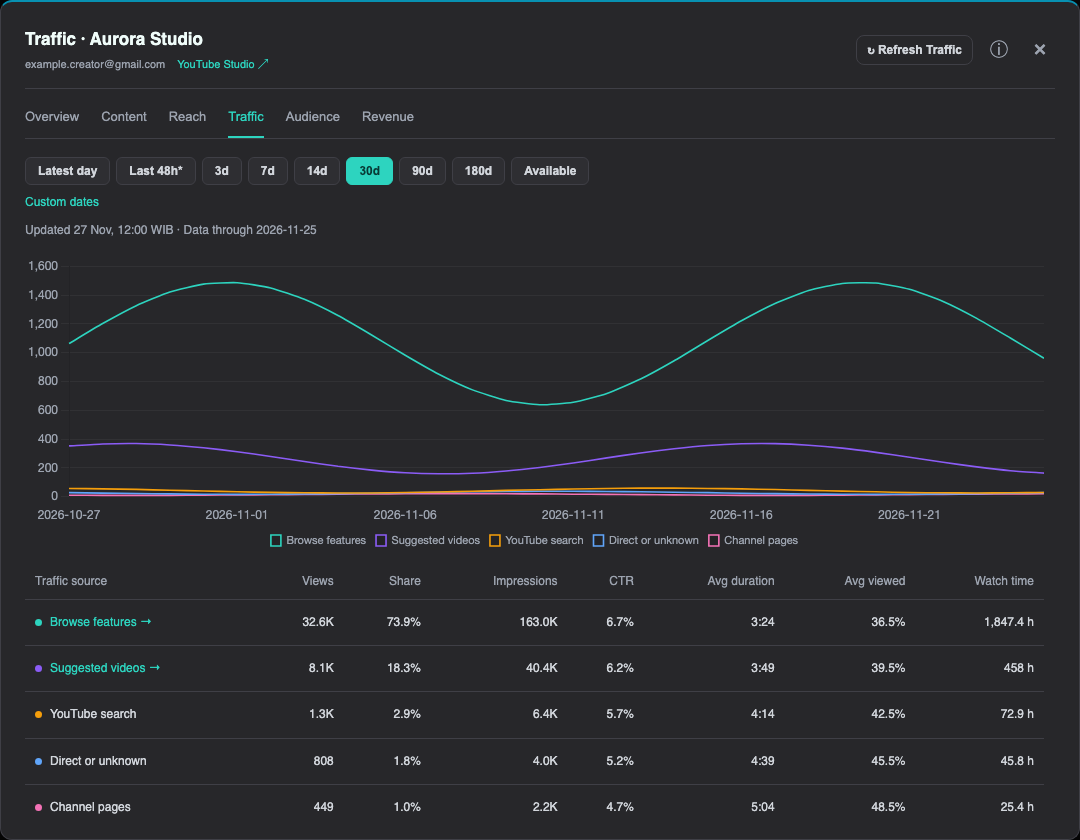 Traffic · Aurora Studio
example.creator@gmail.com YouTube Studio ↗
↻ Refresh Traffic
Overview Content Reach Traffic Audience Revenue
Latest day Last 48h* 3d 7d 14d 30d 90d 180d Available
Custom dates
Updated 27 Nov, 12:00 WIB · Data through 2026-11-25
1,600
1,400
1,200
1,000
800
600
400
200
0
2026-10-27 2026-11-01 2026-11-06 2026-11-11 2026-11-16 2026-11-21
Browse features Suggested videos YouTube search Direct or unknown Channel pages
Traffic source Views Share Impressions CTR Avg duration Avg viewed Watch time
Browse features → 32.6K 73.9% 163.0K 6.7% 3:24 36.5% 1,847.4 h
Suggested videos → 8.1K 18.3% 40.4K 6.2% 3:49 39.5% 458 h
YouTube search 1.3K 2.9% 6.4K 5.7% 4:14 42.5% 72.9 h
Direct or unknown 808 1.8% 4.0K 5.2% 4:39 45.5% 45.8 h
Channel pages 449 1.0% 2.2K 4.7% 5:04 48.5% 25.4 h